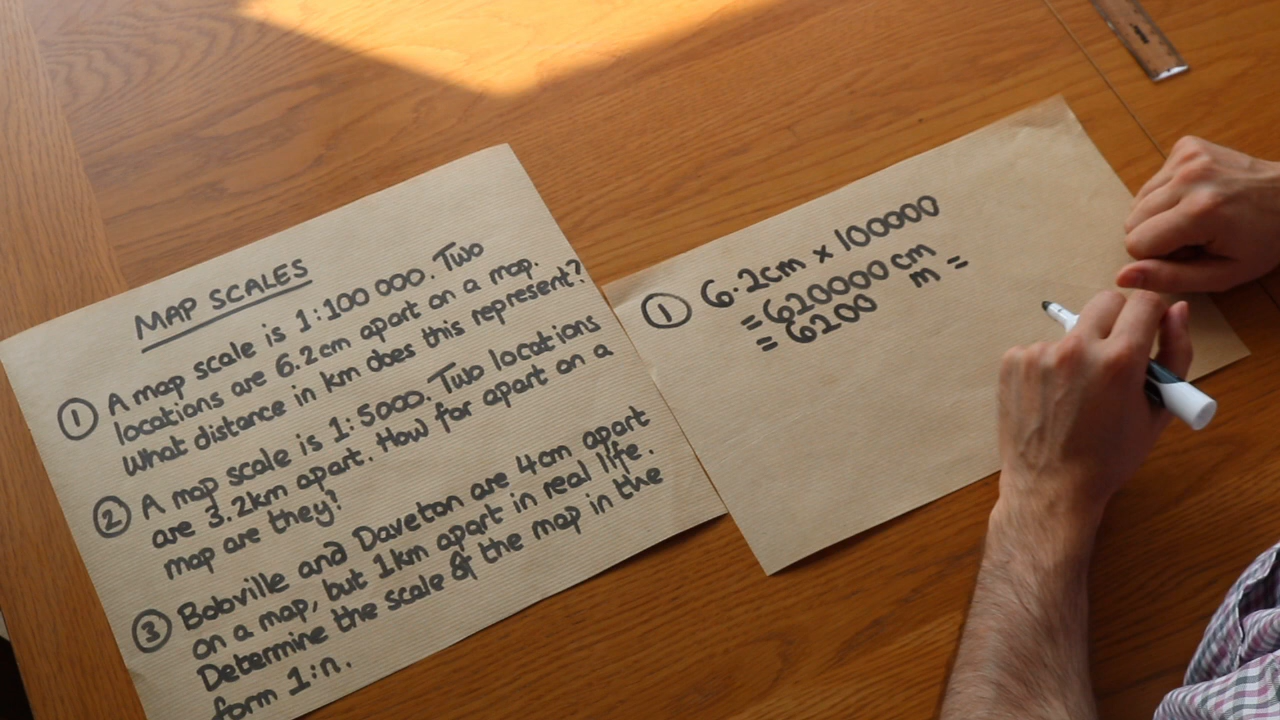 MAP SCALES
① A map scale is 1:100 000. Two
locations are 6.2cm apart on a map.
What distance in km does this represent?
② A map scale is 1:5000. Two locations
are 3.2km apart. How far apart on a
map are they?
③ Bobville and Daveton are 4cm apart
on a map, but 1km apart in real life.
Determine the scale of the map in the
form 1:n.
① 6.2cm × 100000
= 620000 cm
= 6200 m =